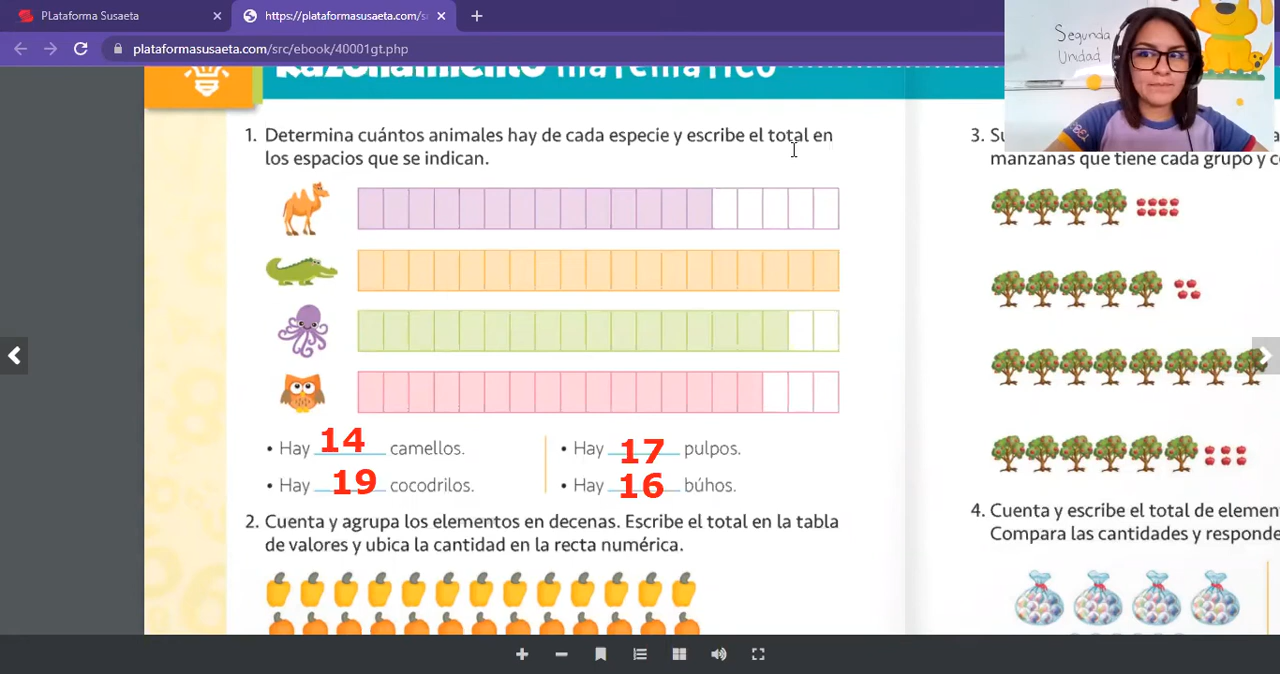 PLataforma Susaeta
https://plataformasusaeta.com/s
plataformasusaeta.com/src/ebook/40001gt.php
Segunda
Unidad
Razonamiento matemático
1. Determina cuántos animales hay de cada especie y escribe el total en
los espacios que se indican.
• Hay 14 camellos.
• Hay 19 cocodrilos.
• Hay 17 pulpos.
• Hay 16 búhos.
2. Cuenta y agrupa los elementos en decenas. Escribe el total en la tabla
de valores y ubica la cantidad en la recta numérica.
3. Su
manzanas que tiene cada grupo y c
4. Cuenta y escribe el total de elemen
Compara las cantidades y responde